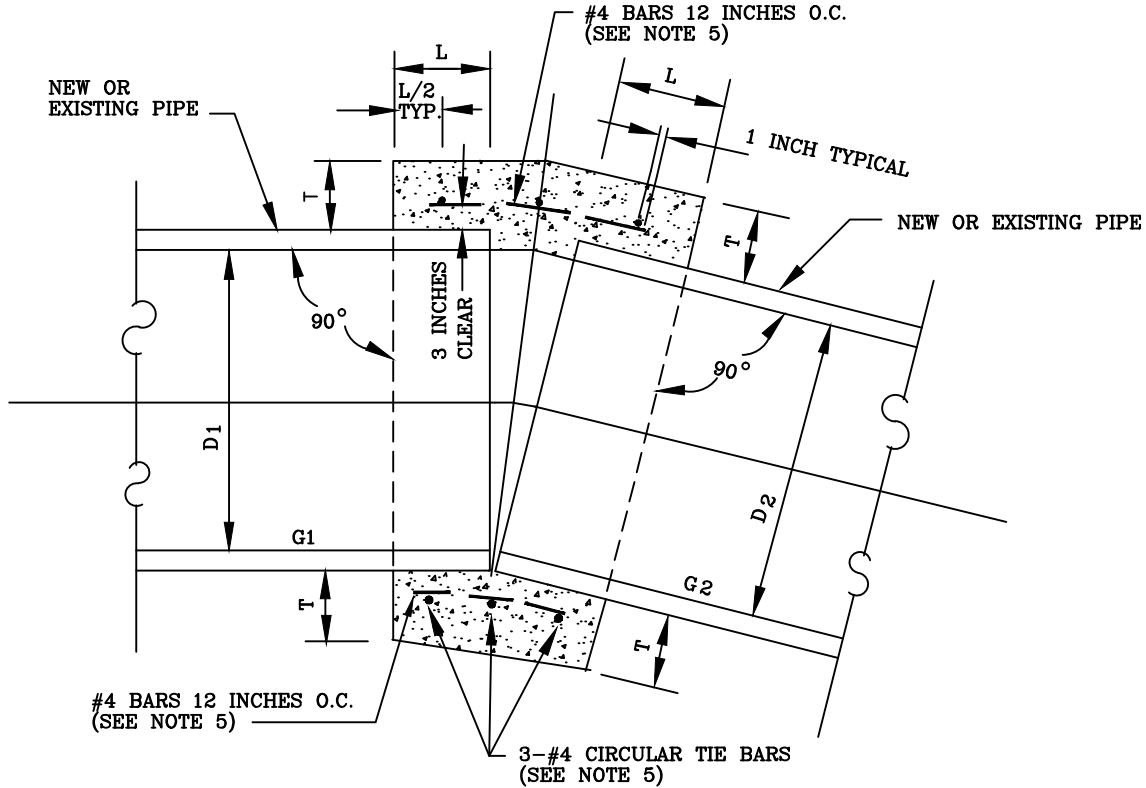 #4 BARS 12 INCHES O.C.
(SEE NOTE 5)
L
L
NEW OR
EXISTING PIPE
L/2
TYP.
1 INCH TYPICAL
T
T
NEW OR EXISTING PIPE
3 INCHES
CLEAR
90°
90°
D1
D2
G1
G2
T
T
#4 BARS 12 INCHES O.C.
(SEE NOTE 5)
3-#4 CIRCULAR TIE BARS
(SEE NOTE 5)